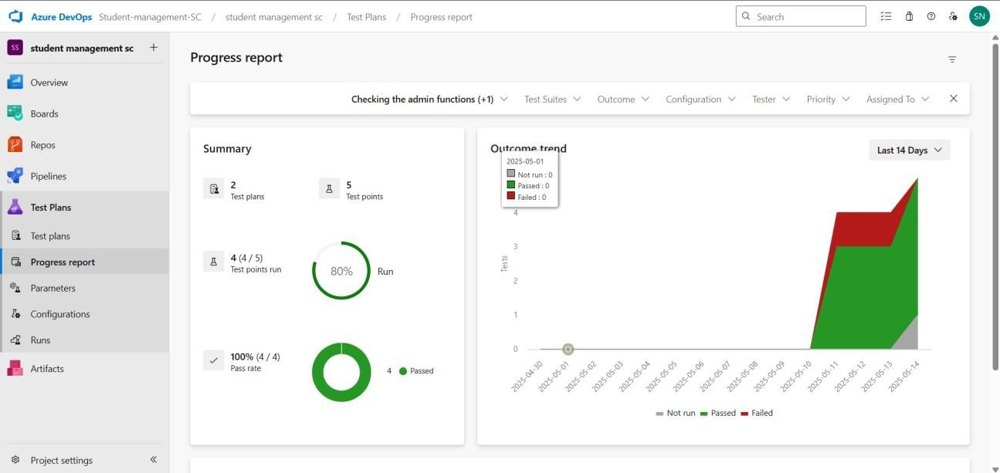 Azure DevOps Student-management-SC / student management sc / Test Plans / Progress report
Search
SN
SS student management sc +
Overview
Boards
Repos
Pipelines
Test Plans
Test plans
Progress report
Parameters
Configurations
Runs
Artifacts
Project settings
Progress report
Checking the admin functions (+1) Test Suites Outcome Configuration Tester Priority Assigned To
Summary
2
Test plans
5
Test points
4 (4 / 5)
Test points run
80%
Run
100% (4 / 4)
Pass rate
4 Passed
Outcome trend
Last 14 Days
2025-05-01
Not run : 0
Passed : 0
Failed : 0
4
3
2
1
0
Tests
2025-04-30
2025-05-01
2025-05-02
2025-05-03
2025-05-04
2025-05-05
2025-05-06
2025-05-07
2025-05-08
2025-05-09
2025-05-10
2025-05-11
2025-05-12
2025-05-13
2025-05-14
Not run Passed Failed